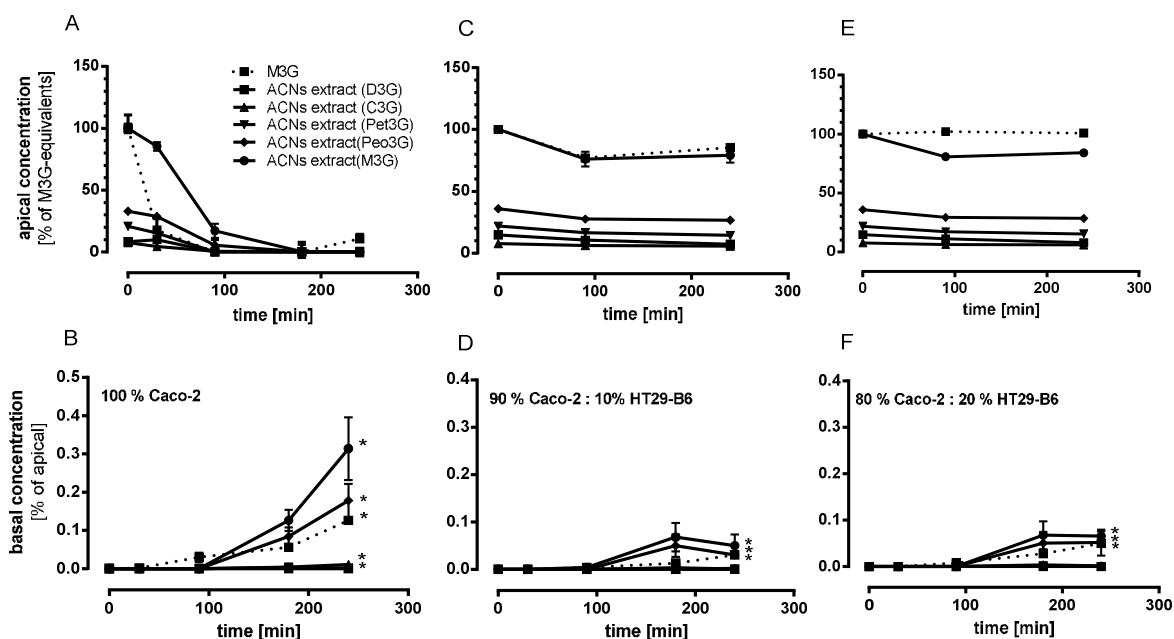 A
150
100
50
0
apical concentration
[% of M3G-equivalents]
M3G
ACNs extract (D3G)
ACNs extract (C3G)
ACNs extract (Pet3G)
ACNs extract(Peo3G)
ACNs extract(M3G)
0 100 200 300
time [min]
C
150
100
50
0
0 100 200 300
time [min]
E
150
100
50
0
0 100 200 300
time [min]
B
0.5
0.4
0.3
0.2
0.1
0.0
basal concentration
[% of apical]
100 % Caco-2
*
*
*
*
*
0 100 200 300
time [min]
D
0.4
0.3
0.2
0.1
0.0
90 % Caco-2 : 10% HT29-B6
*
*
*
0 100 200 300
time [min]
F
0.4
0.3
0.2
0.1
0.0
80 % Caco-2 : 20 % HT29-B6
*
*
*
0 100 200 300
time [min]